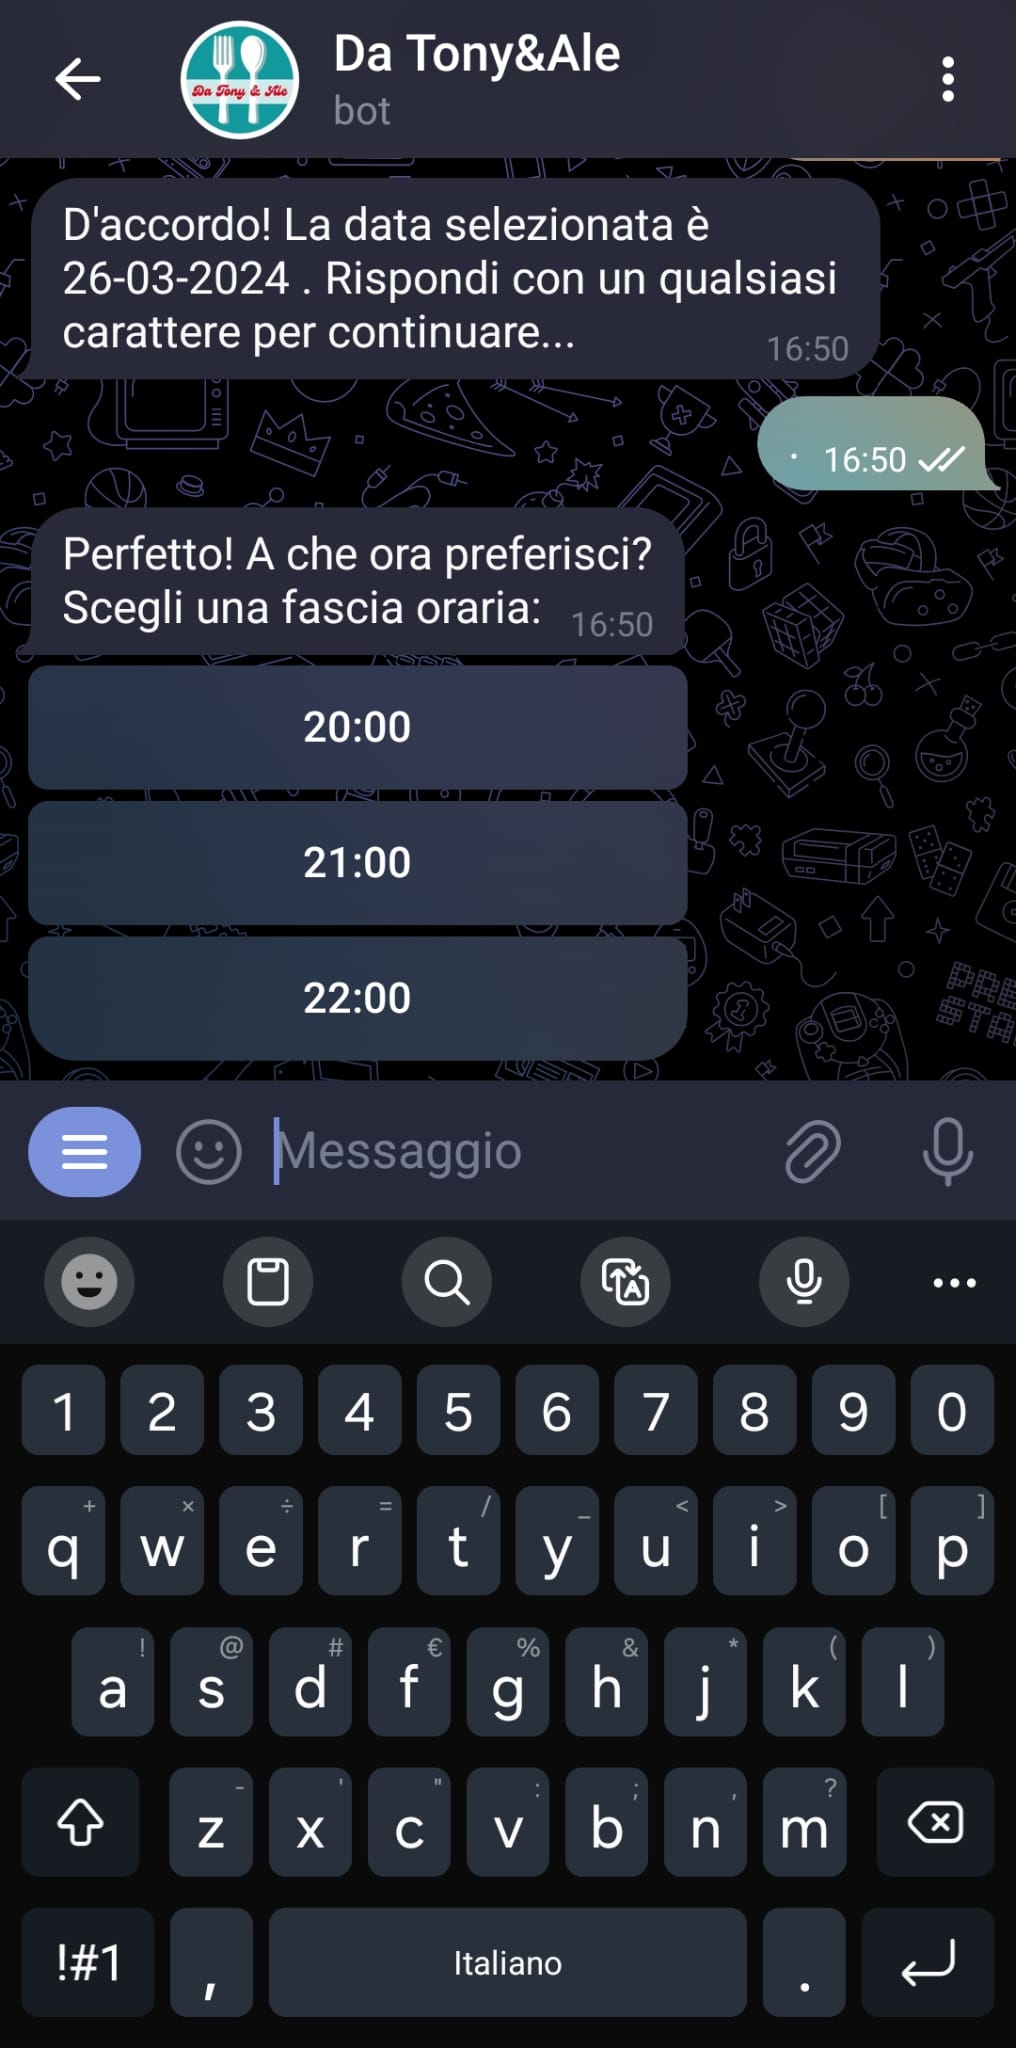 Da Tony & Ale
Da Tony&Ale
bot
D'accordo! La data selezionata è
26-03-2024 . Rispondi con un qualsiasi
carattere per continuare...
16:50
. 16:50
Perfetto! A che ora preferisci?
Scegli una fascia oraria:
16:50
20:00
21:00
22:00
Messaggio
1 2 3 4 5 6 7 8 9 0
+ × ÷ = / _ < > [ ]
q w e r t y u i o p
! @ # € % & * ( )
a s d f g h j k l
- ' " : ; , ?
z x c v b n m
!#1 , Italiano .